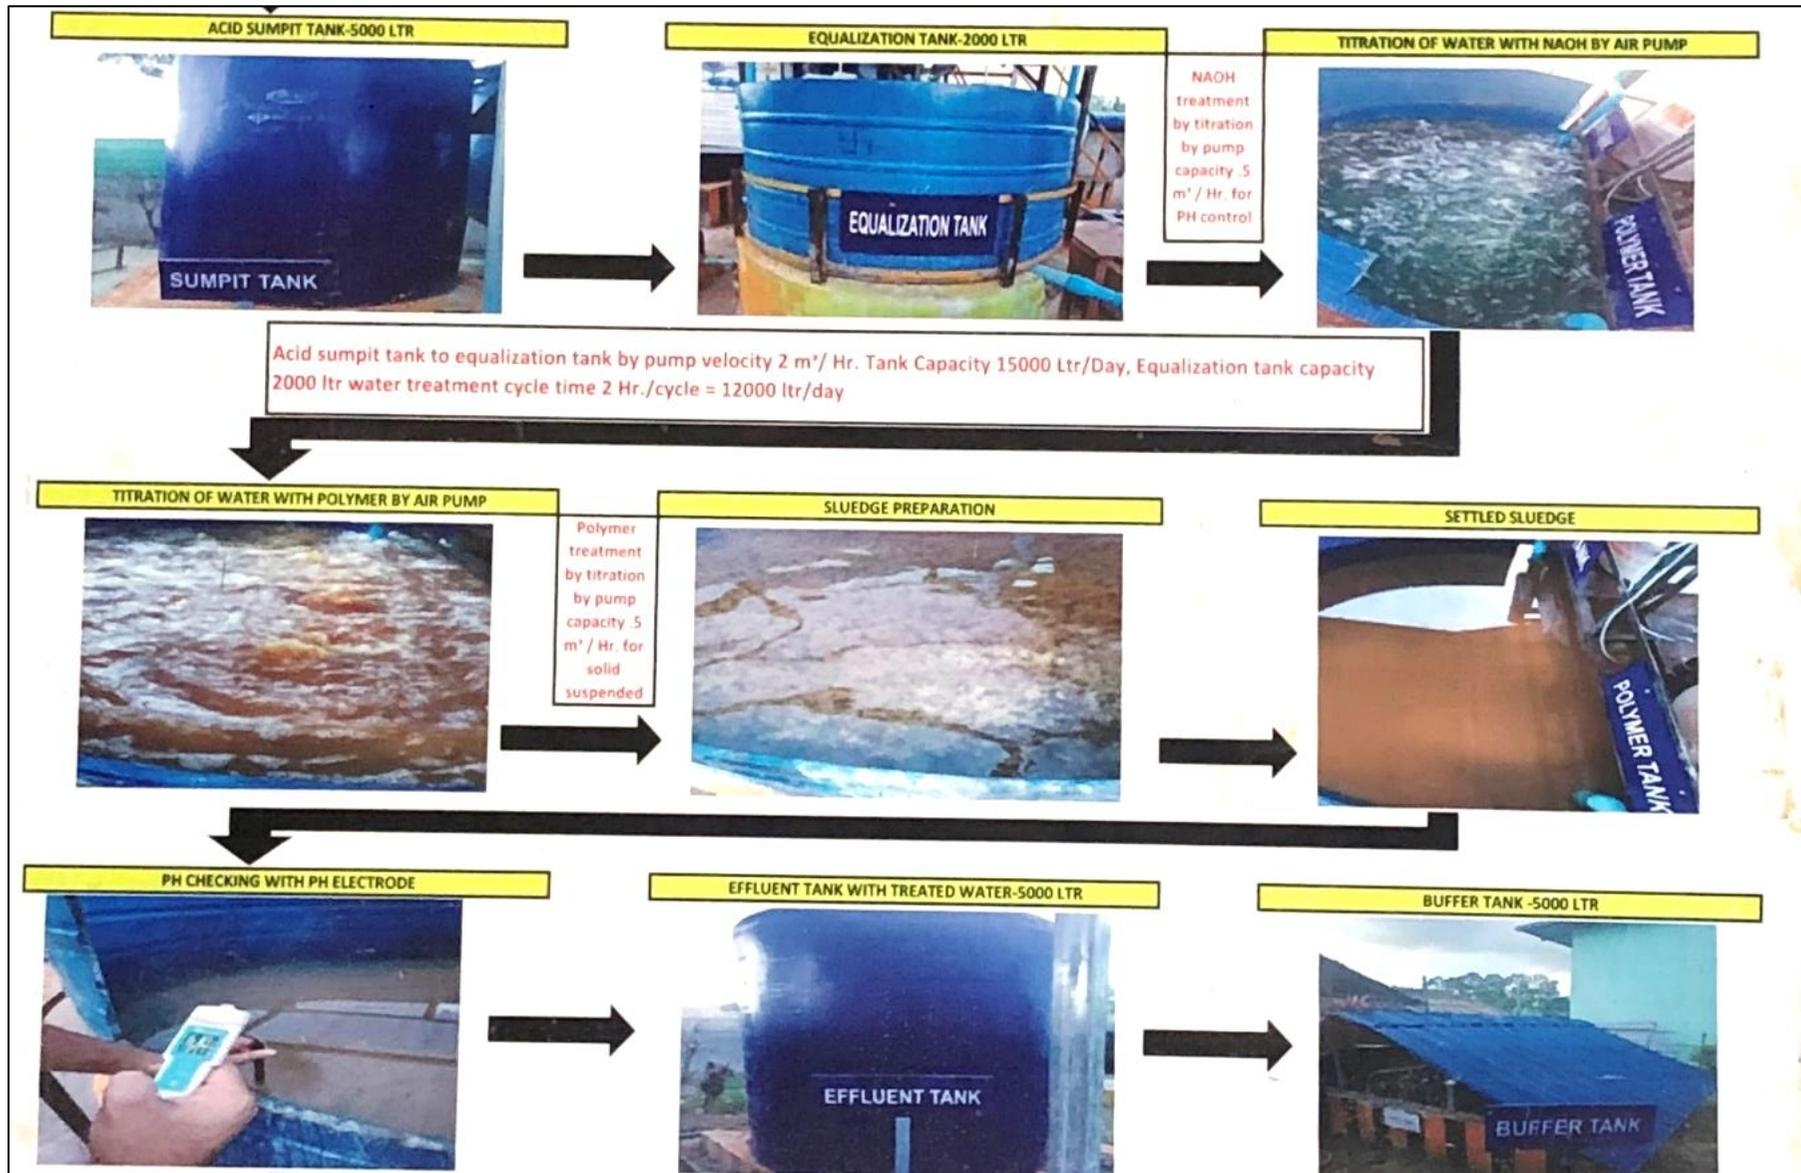 ACID SUMPIT TANK-5000 LTR
EQUALIZATION TANK-2000 LTR
TITRATION OF WATER WITH NAOH BY AIR PUMP
SUMPIT TANK
EQUALIZATION TANK
NAOH
treatment
by titration
by pump
capacity .5
m³/ Hr. for
PH control
POLYMER TANK
Acid sumpit tank to equalization tank by pump velocity 2 m³/ Hr. Tank Capacity 15000 Ltr/Day, Equalization tank capacity
2000 ltr water treatment cycle time 2 Hr./cycle = 12000 ltr/day
TITRATION OF WATER WITH POLYMER BY AIR PUMP
Polymer
treatment
by titration
by pump
capacity .5
m³/ Hr. for
solid
suspended
SLUEDGE PREPARATION
SETTLED SLUEDGE
POLYMER TANK
PH CHECKING WITH PH ELECTRODE
EFFLUENT TANK WITH TREATED WATER-5000 LTR
BUFFER TANK -5000 LTR
EFFLUENT TANK
BUFFER TANK